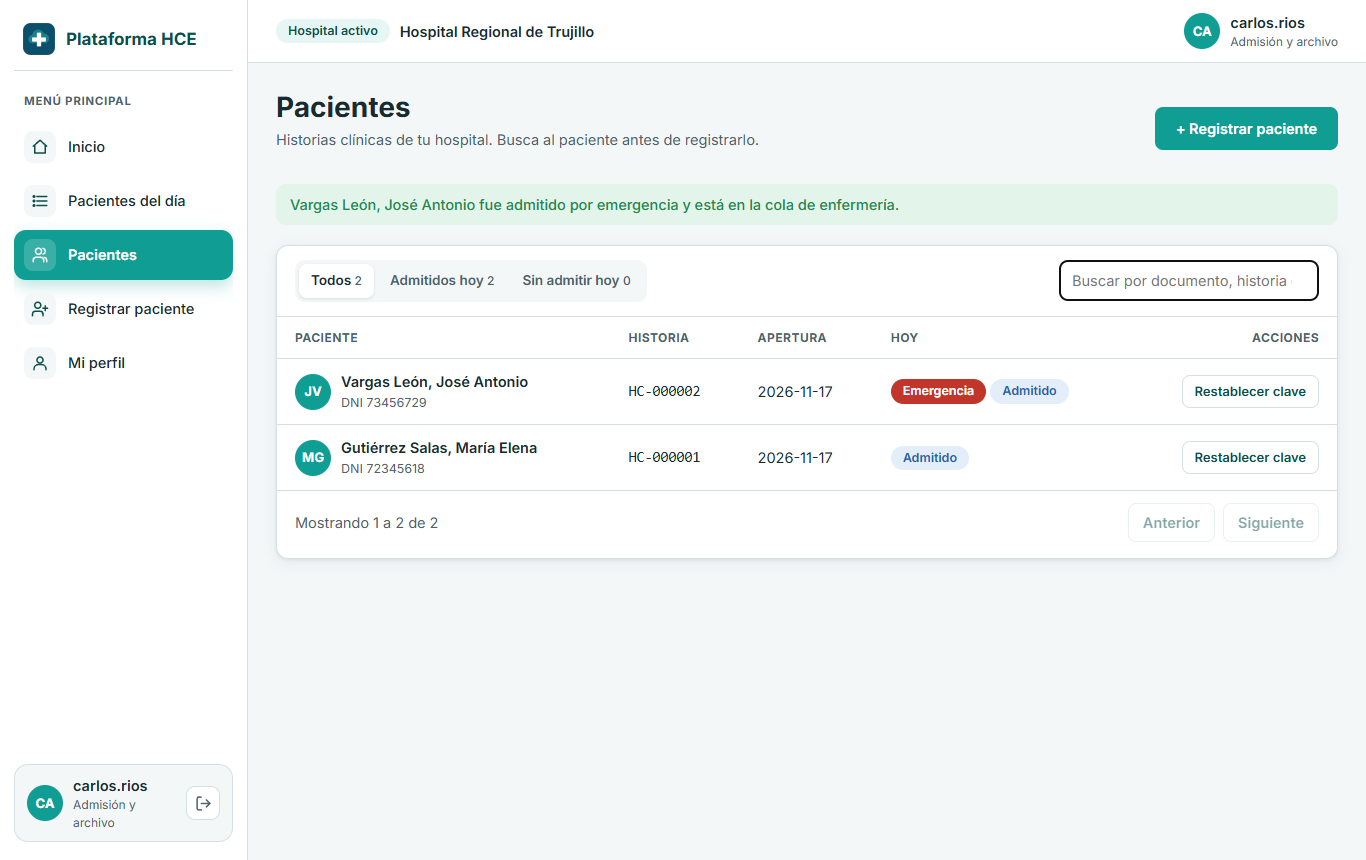 Plataforma HCE
MENÚ PRINCIPAL
Inicio
Pacientes del día
Pacientes
Registrar paciente
Mi perfil
CA
carlos.rios
Admisión y
archivo
Hospital activo
Hospital Regional de Trujillo
CA
carlos.rios
Admisión y archivo
Pacientes
Historias clínicas de tu hospital. Busca al paciente antes de registrarlo.
+ Registrar paciente
Vargas León, José Antonio fue admitido por emergencia y está en la cola de enfermería.
Todos 2 Admitidos hoy 2 Sin admitir hoy 0
Buscar por documento, historia
PACIENTE HISTORIA APERTURA HOY ACCIONES
JV
Vargas León, José Antonio
DNI 73456729
HC-000002
2026-11-17
Emergencia Admitido
Restablecer clave
MG
Gutiérrez Salas, María Elena
DNI 72345618
HC-000001
2026-11-17
Admitido
Restablecer clave
Mostrando 1 a 2 de 2
Anterior Siguiente